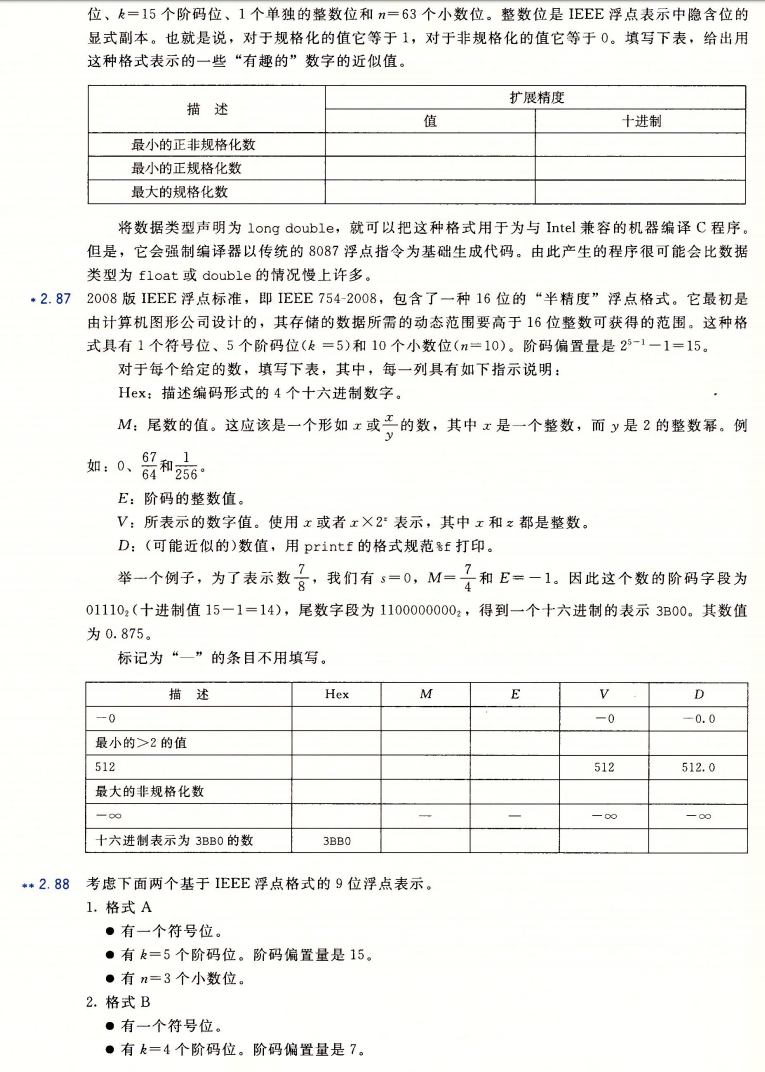 位、k=15 个阶码位、1 个单独的整数位和 n=63 个小数位。整数位是 IEEE 浮点表示中隐含位的
显式副本。也就是说，对于规格化的值它等于 1，对于非规格化的值它等于 0。填写下表，给出用
这种格式表示的一些“有趣的”数字的近似值。
描 述 扩展精度
值 十进制
最小的正非规格化数
最小的正规格化数
最大的规格化数
将数据类型声明为 long double，就可以把这种格式用于为与 Intel 兼容的机器编译 C 程序。
但是，它会强制编译器以传统的 8087 浮点指令为基础生成代码。由此产生的程序很可能会比数据
类型为 float 或 double 的情况慢上许多。
* 2.87 2008 版 IEEE 浮点标准，即 IEEE 754-2008，包含了一种 16 位的“半精度”浮点格式。它最初是
由计算机图形公司设计的，其存储的数据所需的动态范围要高于 16 位整数可获得的范围。这种格
式具有 1 个符号位、5 个阶码位(k =5)和 10 个小数位(n=10)。阶码偏置量是 2⁵⁻¹－1＝15。
对于每个给定的数，填写下表，其中，每一列具有如下指示说明：
Hex：描述编码形式的 4 个十六进制数字。
M：尾数的值。这应该是一个形如 x 或 x/y 的数，其中 x 是一个整数，而 y 是 2 的整数幂。例
如：0、67/64 和 1/256。
E：阶码的整数值。
V：所表示的数字值。使用 x 或者 x×2ᶻ 表示，其中 x 和 z 都是整数。
D：(可能近似的)数值，用 printf 的格式规范 %f 打印。
举一个例子，为了表示数 7/8，我们有 s=0，M=7/4 和 E=－1。因此这个数的阶码字段为
01110₂(十进制值 15－1=14)，尾数字段为 1100000000₂，得到一个十六进制的表示 3B00。其数值
为 0.875。
标记为“—”的条目不用填写。
描 述 Hex M E V D
－0 －0 －0.0
最小的>2 的值
512 512 512.0
最大的非规格化数
－∞ — — －∞ －∞
十六进制表示为 3BB0 的数 3BB0
** 2.88 考虑下面两个基于 IEEE 浮点格式的 9 位浮点表示。
1. 格式 A
● 有一个符号位。
● 有 k=5 个阶码位。阶码偏置量是 15。
● 有 n=3 个小数位。
2. 格式 B
● 有一个符号位。
● 有 k=4 个阶码位。阶码偏置量是 7。